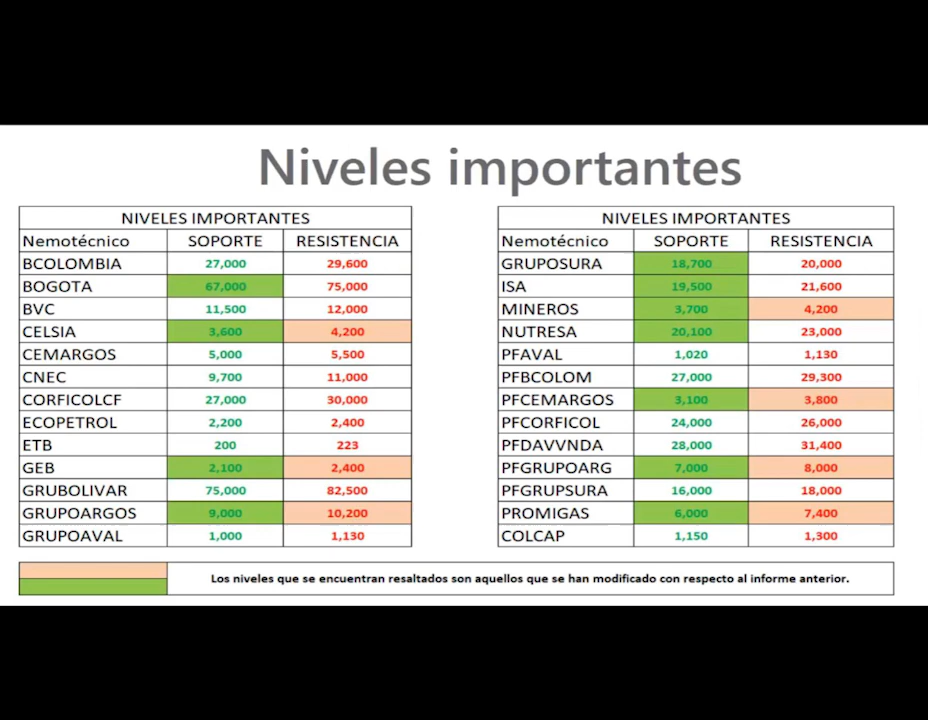 Niveles importantes
NIVELES IMPORTANTES
Nemotécnico SOPORTE RESISTENCIA
BCOLOMBIA 27,000 29,600
BOGOTA 67,000 75,000
BVC 11,500 12,000
CELSIA 3,600 4,200
CEMARGOS 5,000 5,500
CNEC 9,700 11,000
CORFICOLCF 27,000 30,000
ECOPETROL 2,200 2,400
ETB 200 223
GEB 2,100 2,400
GRUBOLIVAR 75,000 82,500
GRUPOARGOS 9,000 10,200
GRUPOAVAL 1,000 1,130
NIVELES IMPORTANTES
Nemotécnico SOPORTE RESISTENCIA
GRUPOSURA 18,700 20,000
ISA 19,500 21,600
MINEROS 3,700 4,200
NUTRESA 20,100 23,000
PFAVAL 1,020 1,130
PFBCOLOM 27,000 29,300
PFCEMARGOS 3,100 3,800
PFCORFICOL 24,000 26,000
PFDAVVNDA 28,000 31,400
PFGRUPOARG 7,000 8,000
PFGRUPSURA 16,000 18,000
PROMIGAS 6,000 7,400
COLCAP 1,150 1,300
Los niveles que se encuentran resaltados son aquellos que se han modificado con respecto al informe anterior.